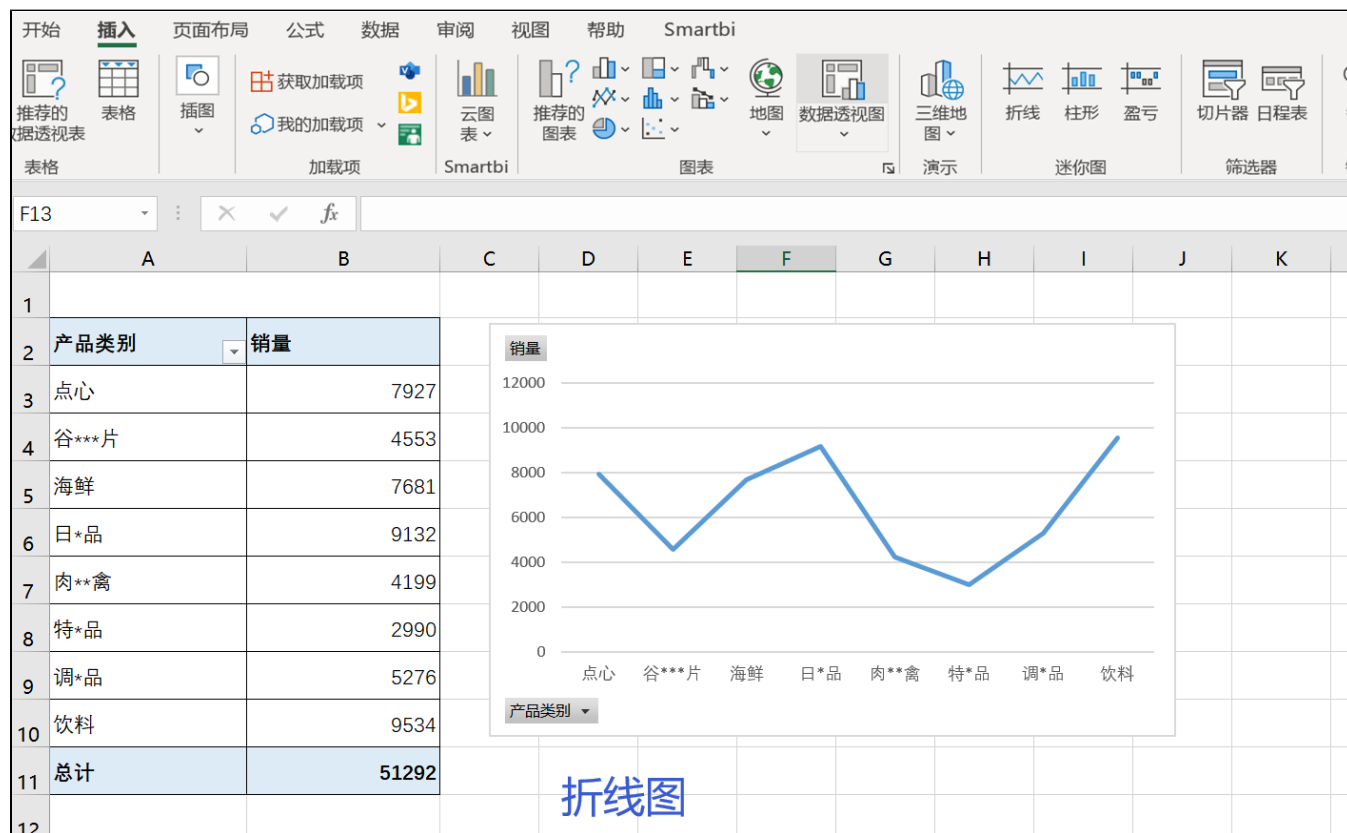 开始 插入 页面布局 公式 数据 审阅 视图 帮助 Smartbi
推荐的 表格 插图 获取加载项 云图 推荐的 地图 数据透视图 三维地 折线 柱形 盈亏 切片器 日程表
据透视表 我的加载项 表 图表 图
表格 加载项 Smartbi 图表 演示 迷你图 筛选器
F13 fx
A B C D E F G H I J K
1
2 产品类别 销量
3 点心 7927
4 谷***片 4553
5 海鲜 7681
6 日*品 9132
7 肉**禽 4199
8 特*品 2990
9 调*品 5276
10 饮料 9534
11 总计 51292
12
销量
12000
10000
8000
6000
4000
2000
0
点心 谷***片 海鲜 日*品 肉**禽 特*品 调*品 饮料
产品类别
折线图